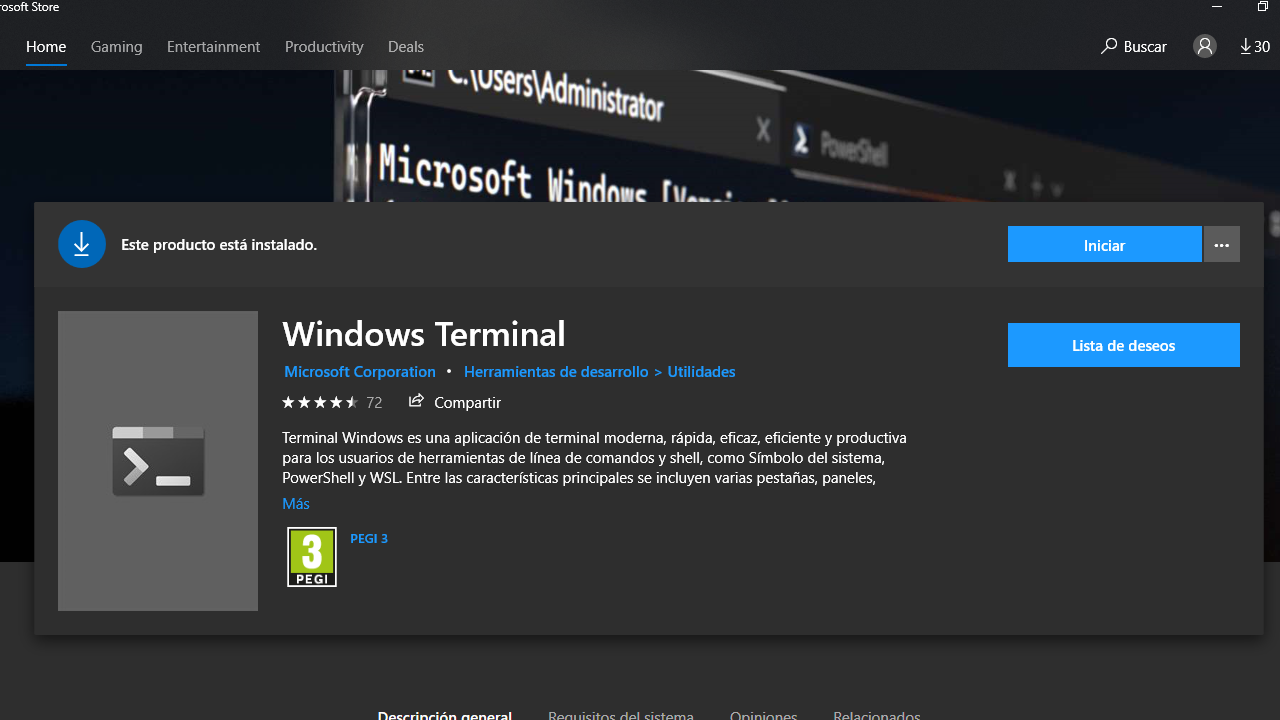 rosoft Store
Home Gaming Entertainment Productivity Deals Buscar 30
C:\Users\Administrator
PowerShell
Microsoft Windows [Vers
Este producto está instalado.
Iniciar
Windows Terminal
Lista de deseos
Microsoft Corporation • Herramientas de desarrollo > Utilidades
72 Compartir
Terminal Windows es una aplicación de terminal moderna, rápida, eficaz, eficiente y productiva
para los usuarios de herramientas de línea de comandos y shell, como Símbolo del sistema,
PowerShell y WSL. Entre las características principales se incluyen varias pestañas, paneles,
Más
3
PEGI
PEGI 3
Descripción general Requisitos del sistema Opiniones Relacionados